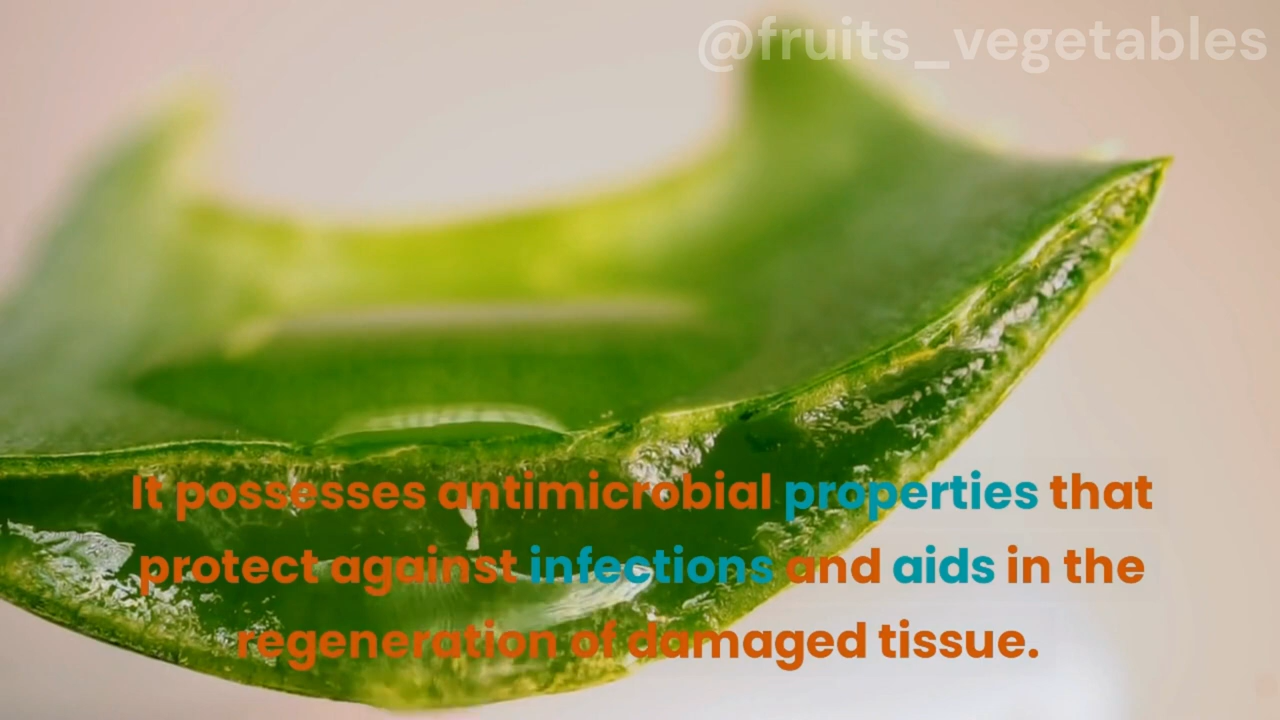 @fruits_vegetables
It possesses antimicrobial properties that
protect against infections and aids in the
regeneration of damaged tissue.